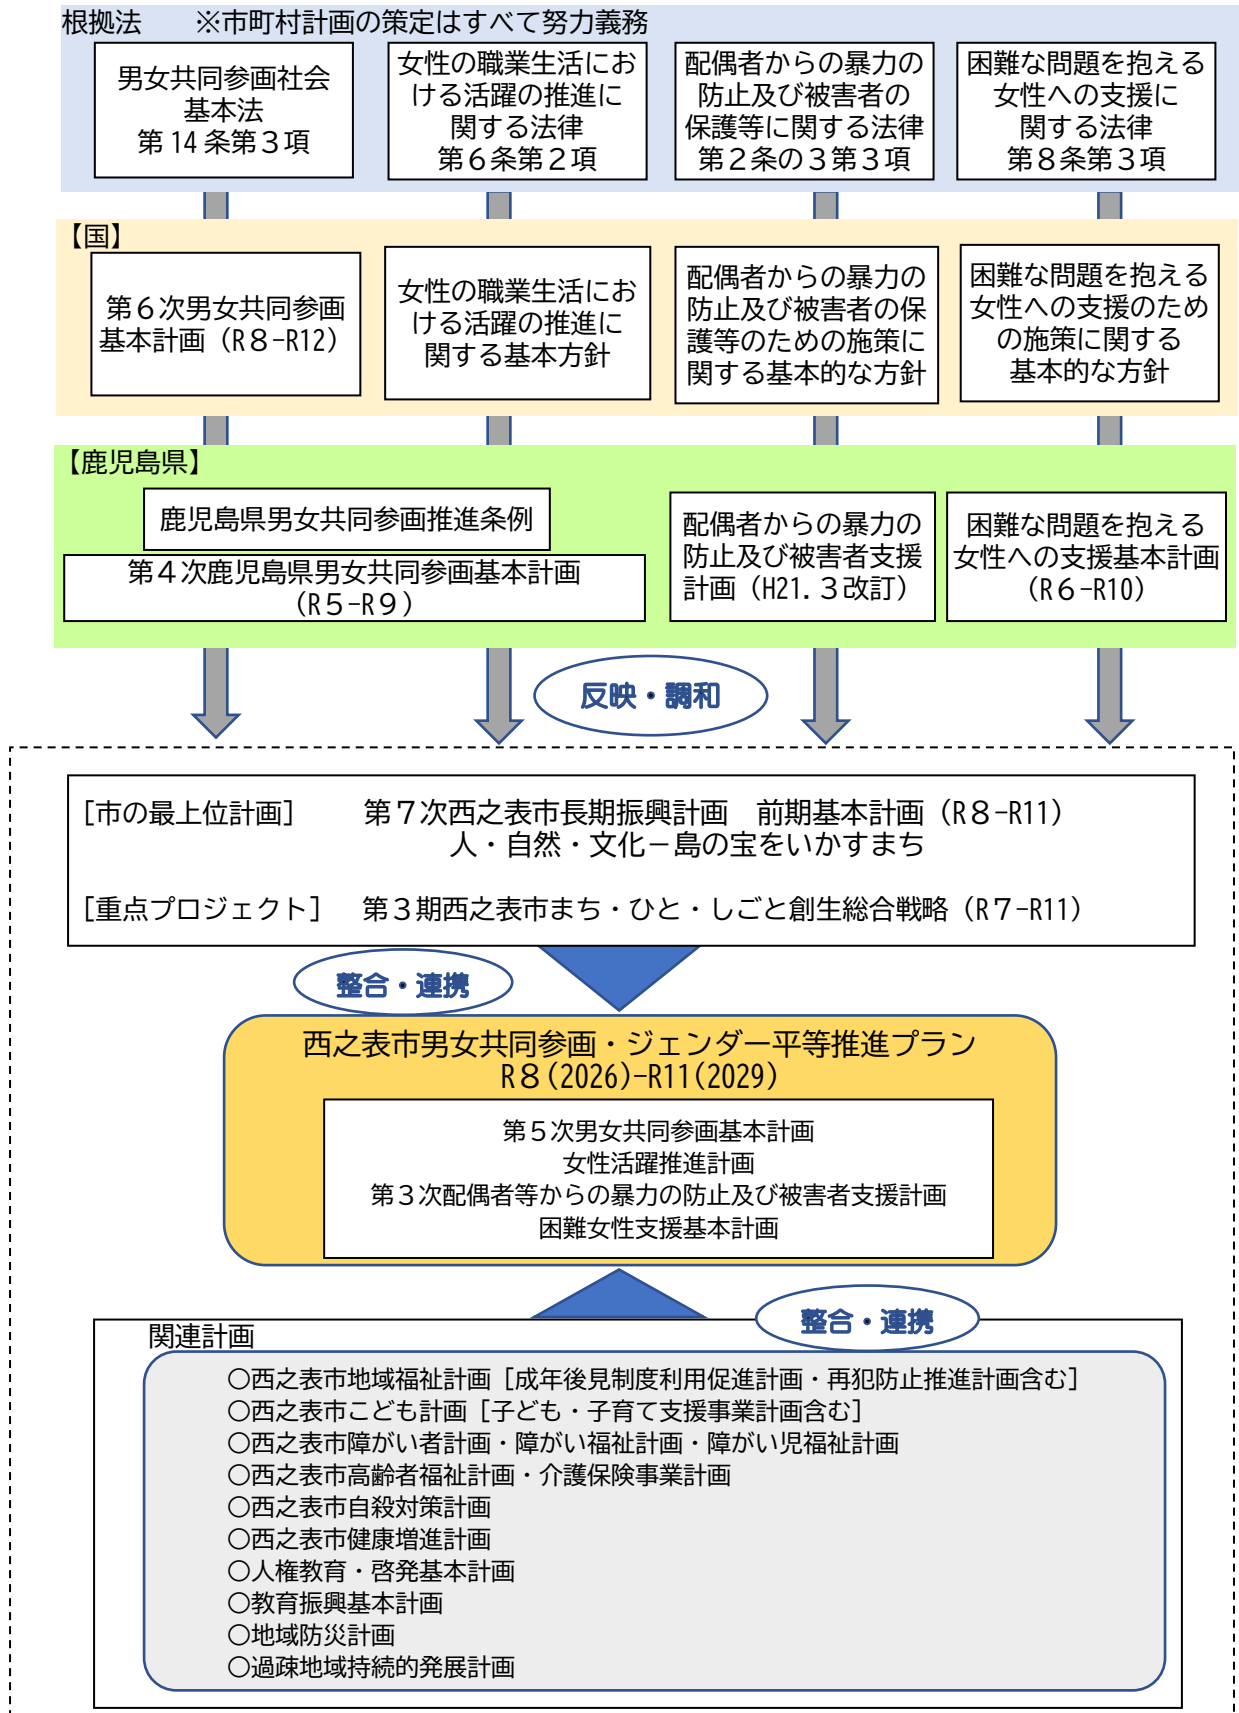 根拠法　　※市町村計画の策定はすべて努力義務
男女共同参画社会
基本法
第14条第３項
女性の職業生活にお
ける活躍の推進に
関する法律
第６条第２項
配偶者からの暴力の
防止及び被害者の
保護等に関する法律
第２条の３第３項
困難な問題を抱える
女性への支援に
関する法律
第８条第３項
【国】
第６次男女共同参画
基本計画（R８-R12）
女性の職業生活にお
ける活躍の推進に
関する基本方針
配偶者からの暴力の
防止及び被害者の保
護等のための施策に
関する基本的な方針
困難な問題を抱える
女性への支援のため
の施策に関する
基本的な方針
【鹿児島県】
鹿児島県男女共同参画推進条例
第４次鹿児島県男女共同参画基本計画
（R５-R９）
配偶者からの暴力の
防止及び被害者支援
計画（H21.３改訂）
困難な問題を抱える
女性への支援基本計画
（R６-R10）
反映・調和
［市の最上位計画］　　第７次西之表市長期振興計画　前期基本計画（R８-R11）
人・自然・文化－島の宝をいかすまち
［重点プロジェクト］　第３期西之表市まち・ひと・しごと創生総合戦略（R７-R11）
整合・連携
西之表市男女共同参画・ジェンダー平等推進プラン
R８(2026)-R11(2029)
第５次男女共同参画基本計画
女性活躍推進計画
第３次配偶者等からの暴力の防止及び被害者支援計画
困難女性支援基本計画
整合・連携
関連計画
○西之表市地域福祉計画［成年後見制度利用促進計画・再犯防止推進計画含む］
○西之表市こども計画［子ども・子育て支援事業計画含む］
○西之表市障がい者計画・障がい福祉計画・障がい児福祉計画
○西之表市高齢者福祉計画・介護保険事業計画
○西之表市自殺対策計画
○西之表市健康増進計画
○人権教育・啓発基本計画
○教育振興基本計画
○地域防災計画
○過疎地域持続的発展計画